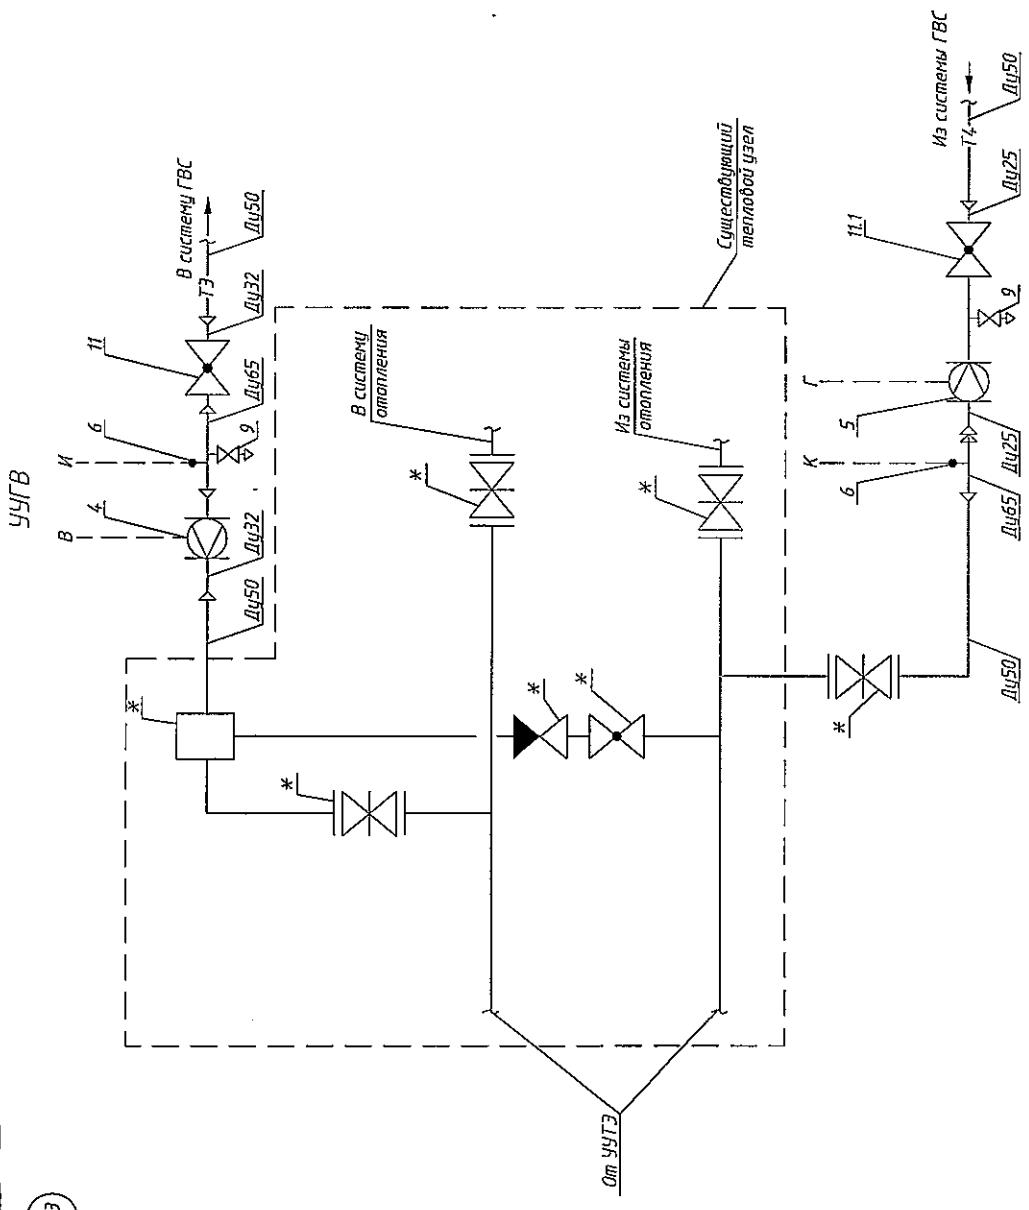 УУГВ
В
И
4
6
11
9
Ду50
Ду32
Ду65
Ду32
Ду50
Т3
В систему ГВС
*
*
В систему
отопления
*
Из системы
отопления
*
*
*
Существующий
тепловой узел
От УУТЭ
*
Ду50
Ду65
Ду25
К
6
Г
5
9
11.1
Ду25
Ду50
Т4
Из системы ГВС